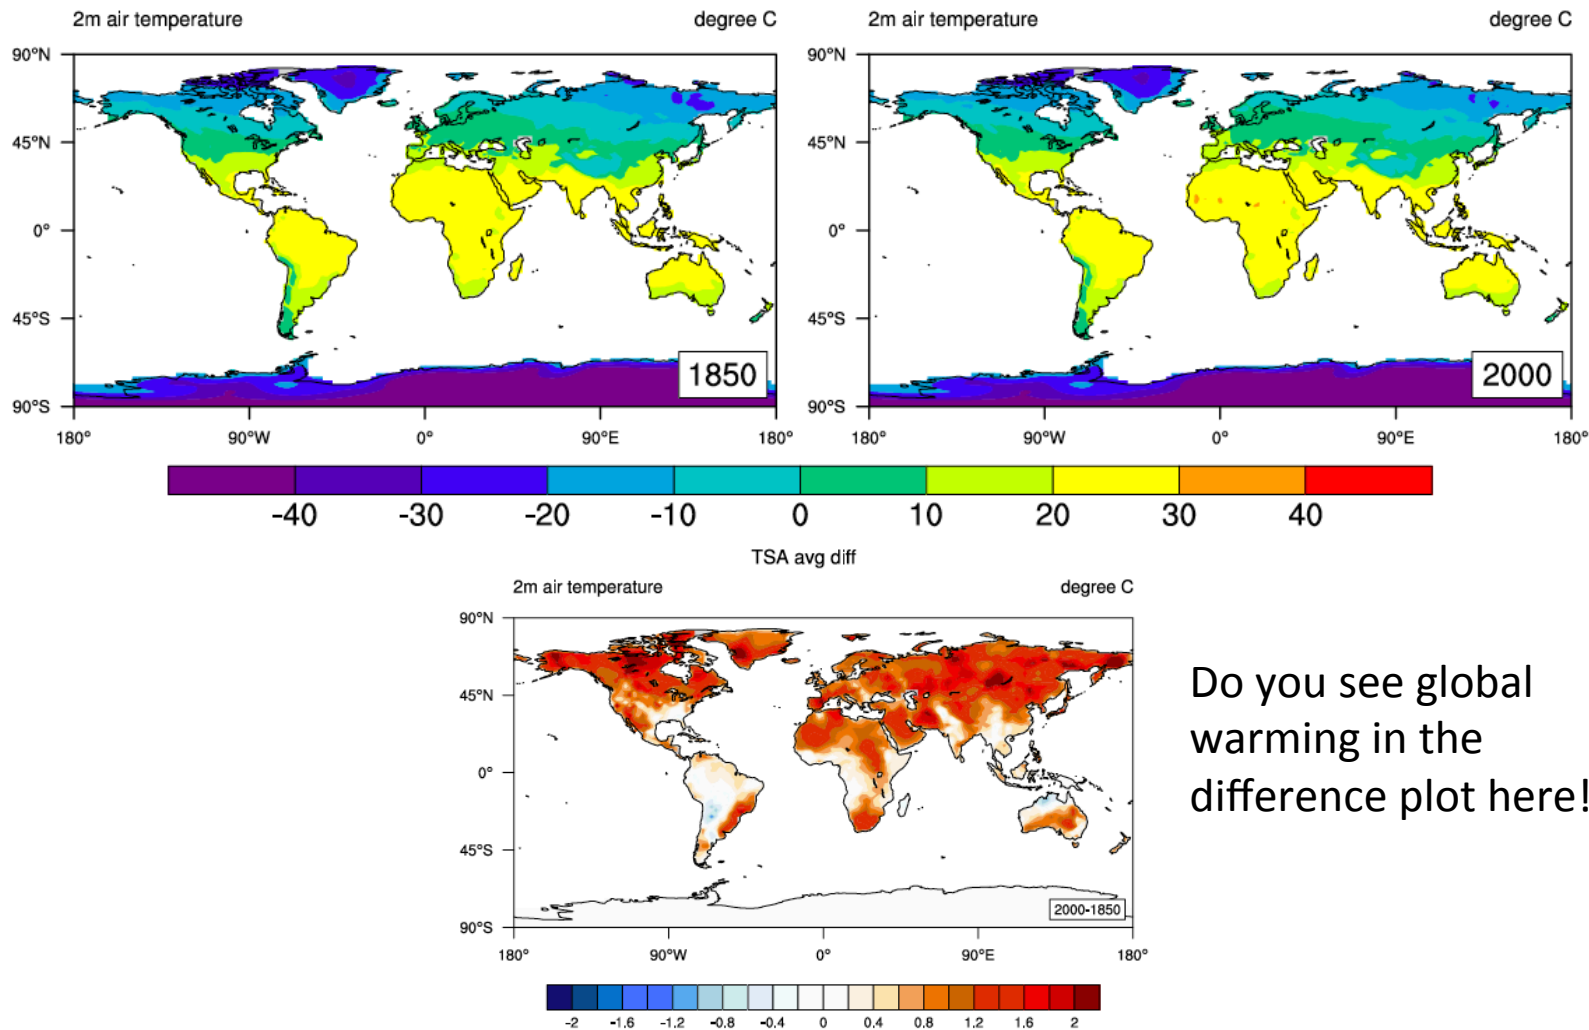 2m air temperature degree C
2m air temperature degree C
90°N
45°N
0°
45°S
90°S
1850
180° 90°W 0° 90°E 180°
90°N
45°N
0°
45°S
90°S
2000
180° 90°W 0° 90°E 180°
-40 -30 -20 -10 0 10 20 30 40
TSA avg diff
2m air temperature degree C
90°N
45°N
0°
45°S
90°S
2000-1850
180° 90°W 0° 90°E 180°
-2 -1.6 -1.2 -0.8 -0.4 0 0.4 0.8 1.2 1.6 2
Do you see global
warming in the
difference plot here!